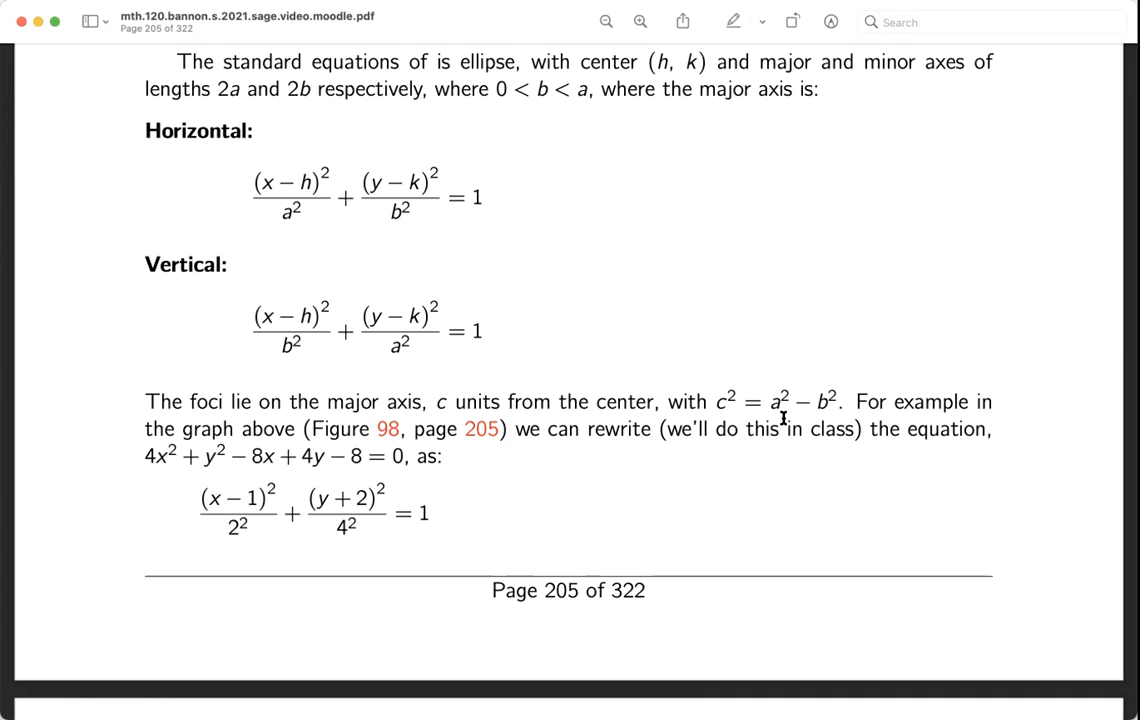 mth.120.bannon.s.2021.sage.video.moodle.pdf
Page 205 of 322
Search
The standard equations of is ellipse, with center (h, k) and major and minor axes of
lengths 2a and 2b respectively, where 0 < b < a, where the major axis is:
Horizontal:
(x − h)²/a² + (y − k)²/b² = 1
Vertical:
(x − h)²/b² + (y − k)²/a² = 1
The foci lie on the major axis, c units from the center, with c² = a² − b². For example in
the graph above (Figure 98, page 205) we can rewrite (we'll do this in class) the equation,
4x² + y² − 8x + 4y − 8 = 0, as:
(x − 1)²/2² + (y + 2)²/4² = 1
Page 205 of 322